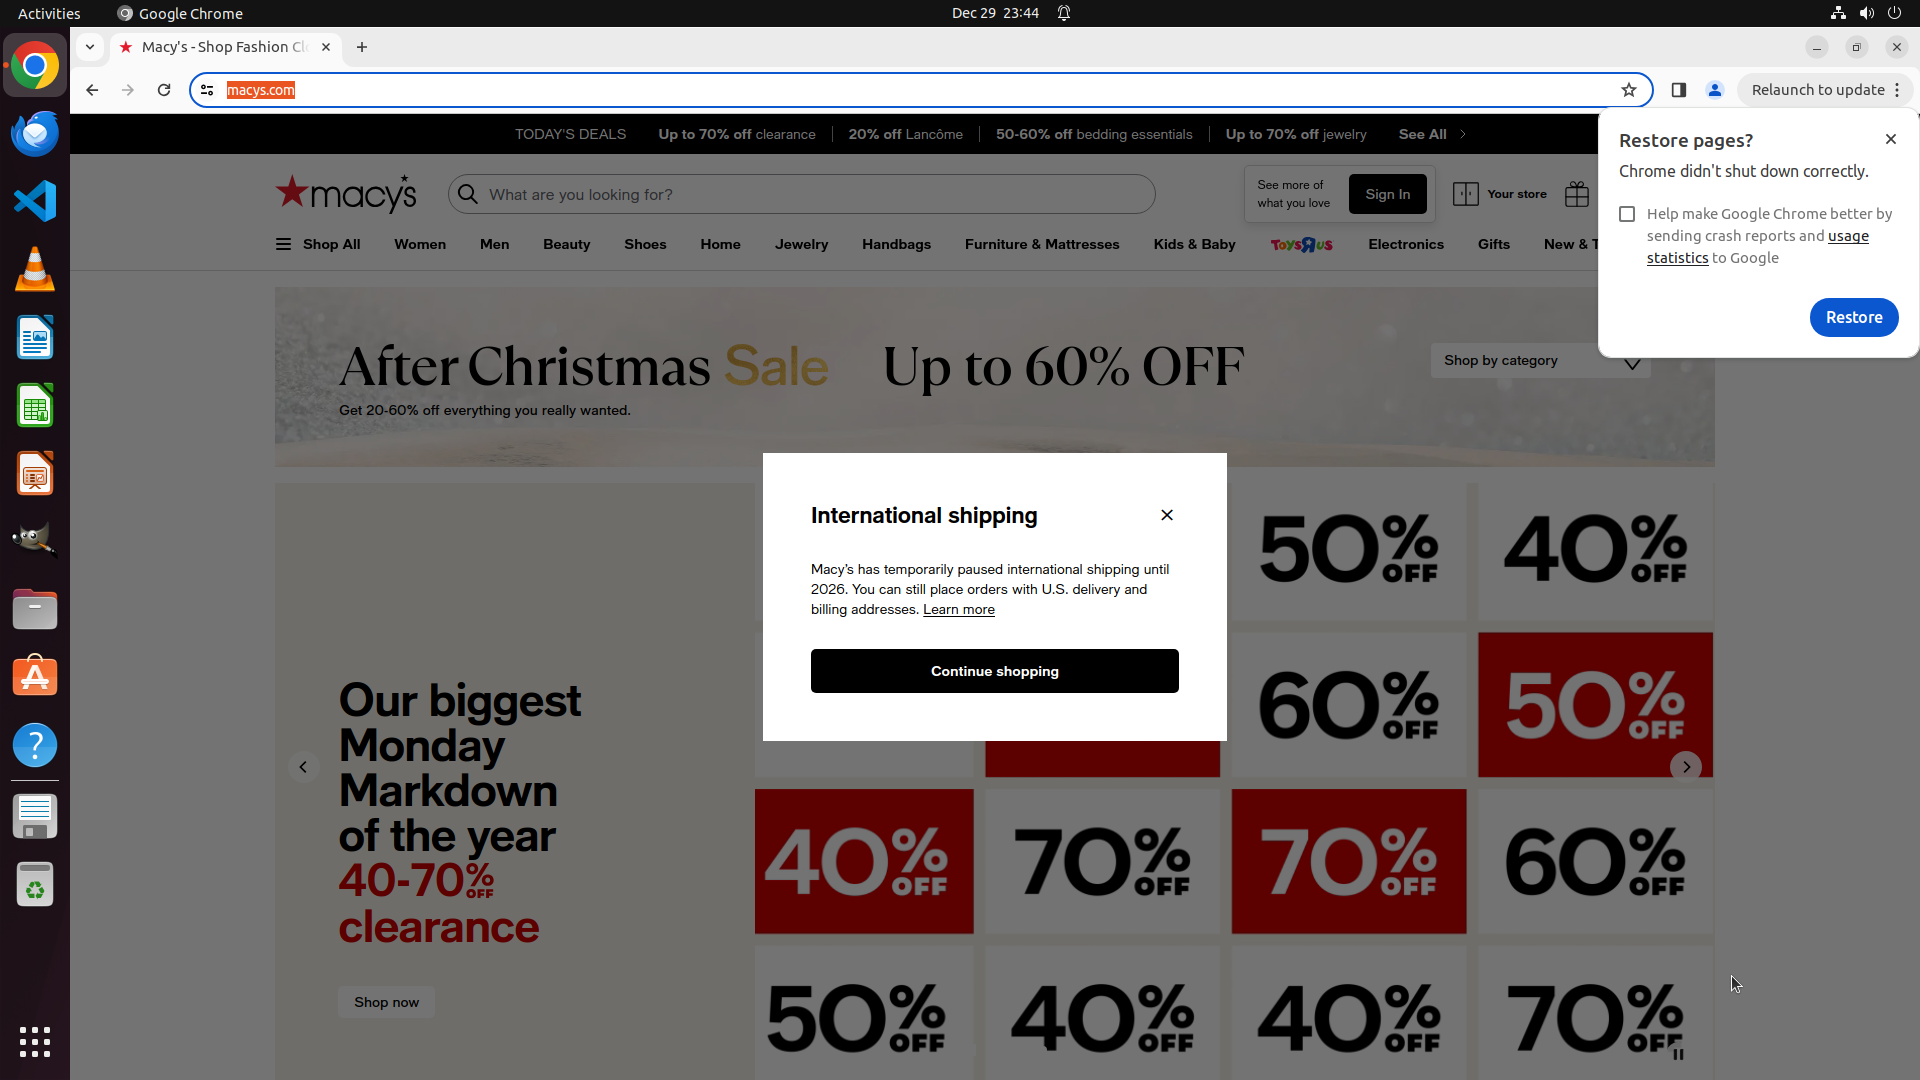 Activities
Google Chrome
Dec 29 23:44
Macy's - Shop Fashion Cl
macys.com
Relaunch to update
TODAY'S DEALS
Up to 70% off clearance
20% off Lancôme
50-60% off bedding essentials
Up to 70% off jewelry
See All
Restore pages?
Chrome didn't shut down correctly.
Help make Google Chrome better by
sending crash reports and usage
statistics to Google
Restore
macy's
What are you looking for?
See more of
what you love
Sign In
Your store
Shop All
Women
Men
Beauty
Shoes
Home
Jewelry
Handbags
Furniture & Mattresses
Kids & Baby
ToysRUs
Electronics
Gifts
New & T
After Christmas Sale
Up to 60% OFF
Get 20-60% off everything you really wanted.
Shop by category
International shipping
Macy's has temporarily paused international shipping until
2026. You can still place orders with U.S. delivery and
billing addresses. Learn more
Continue shopping
Our biggest
Monday
Markdown
of the year
40-70% OFF
clearance
Shop now
50% OFF
40% OFF
60% OFF
50% OFF
40% OFF
70% OFF
70% OFF
60% OFF
50% OFF
40% OFF
40% OFF
70% OFF